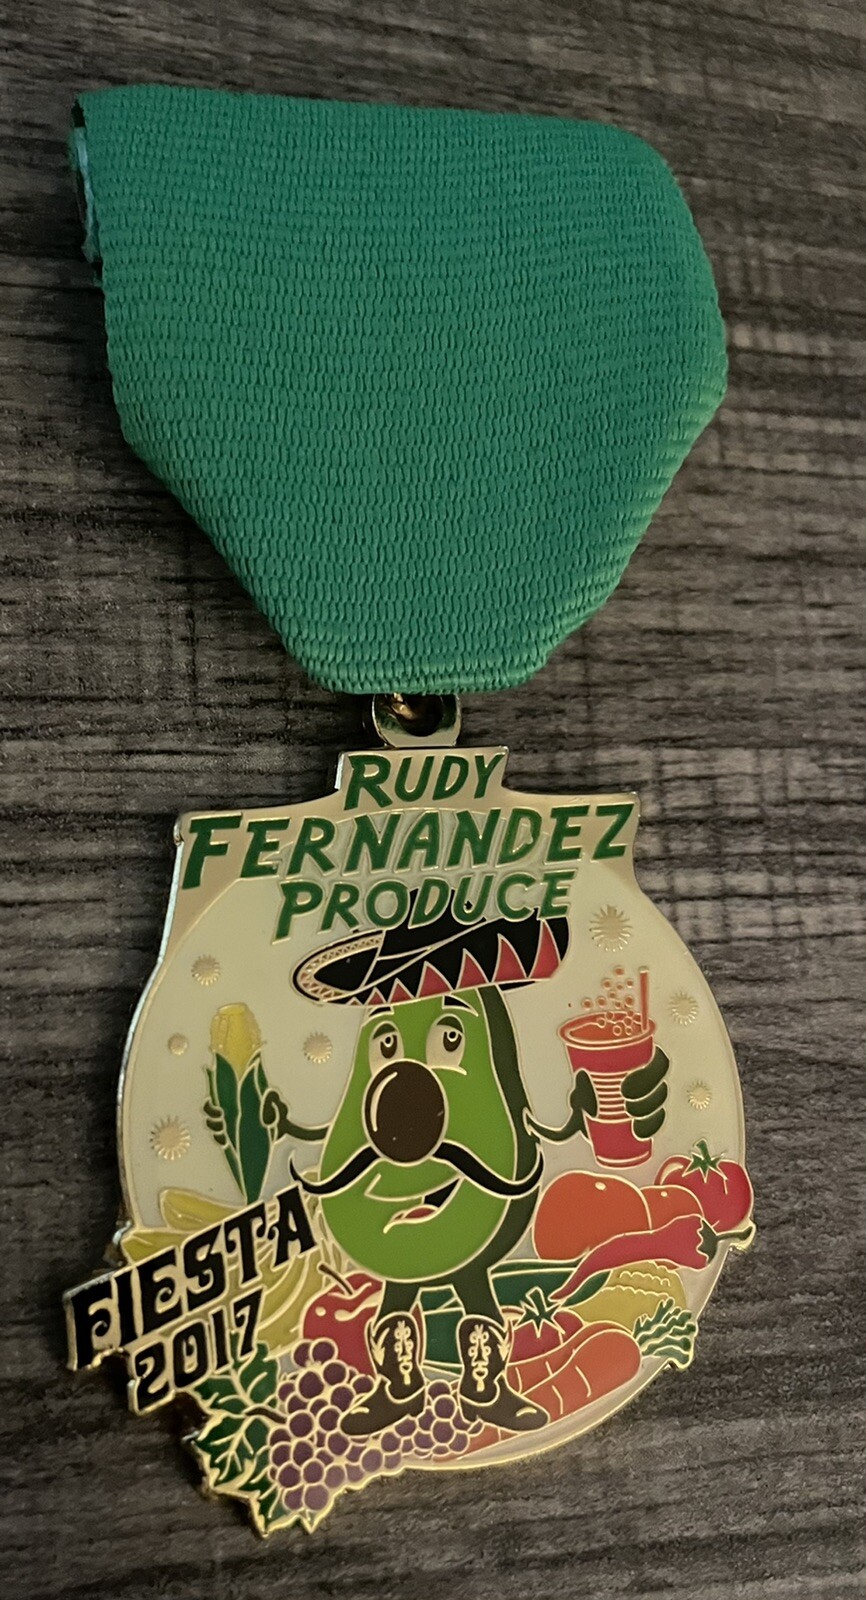 RUDY
FERNANDEZ
PRODUCE
FIESTA
2017